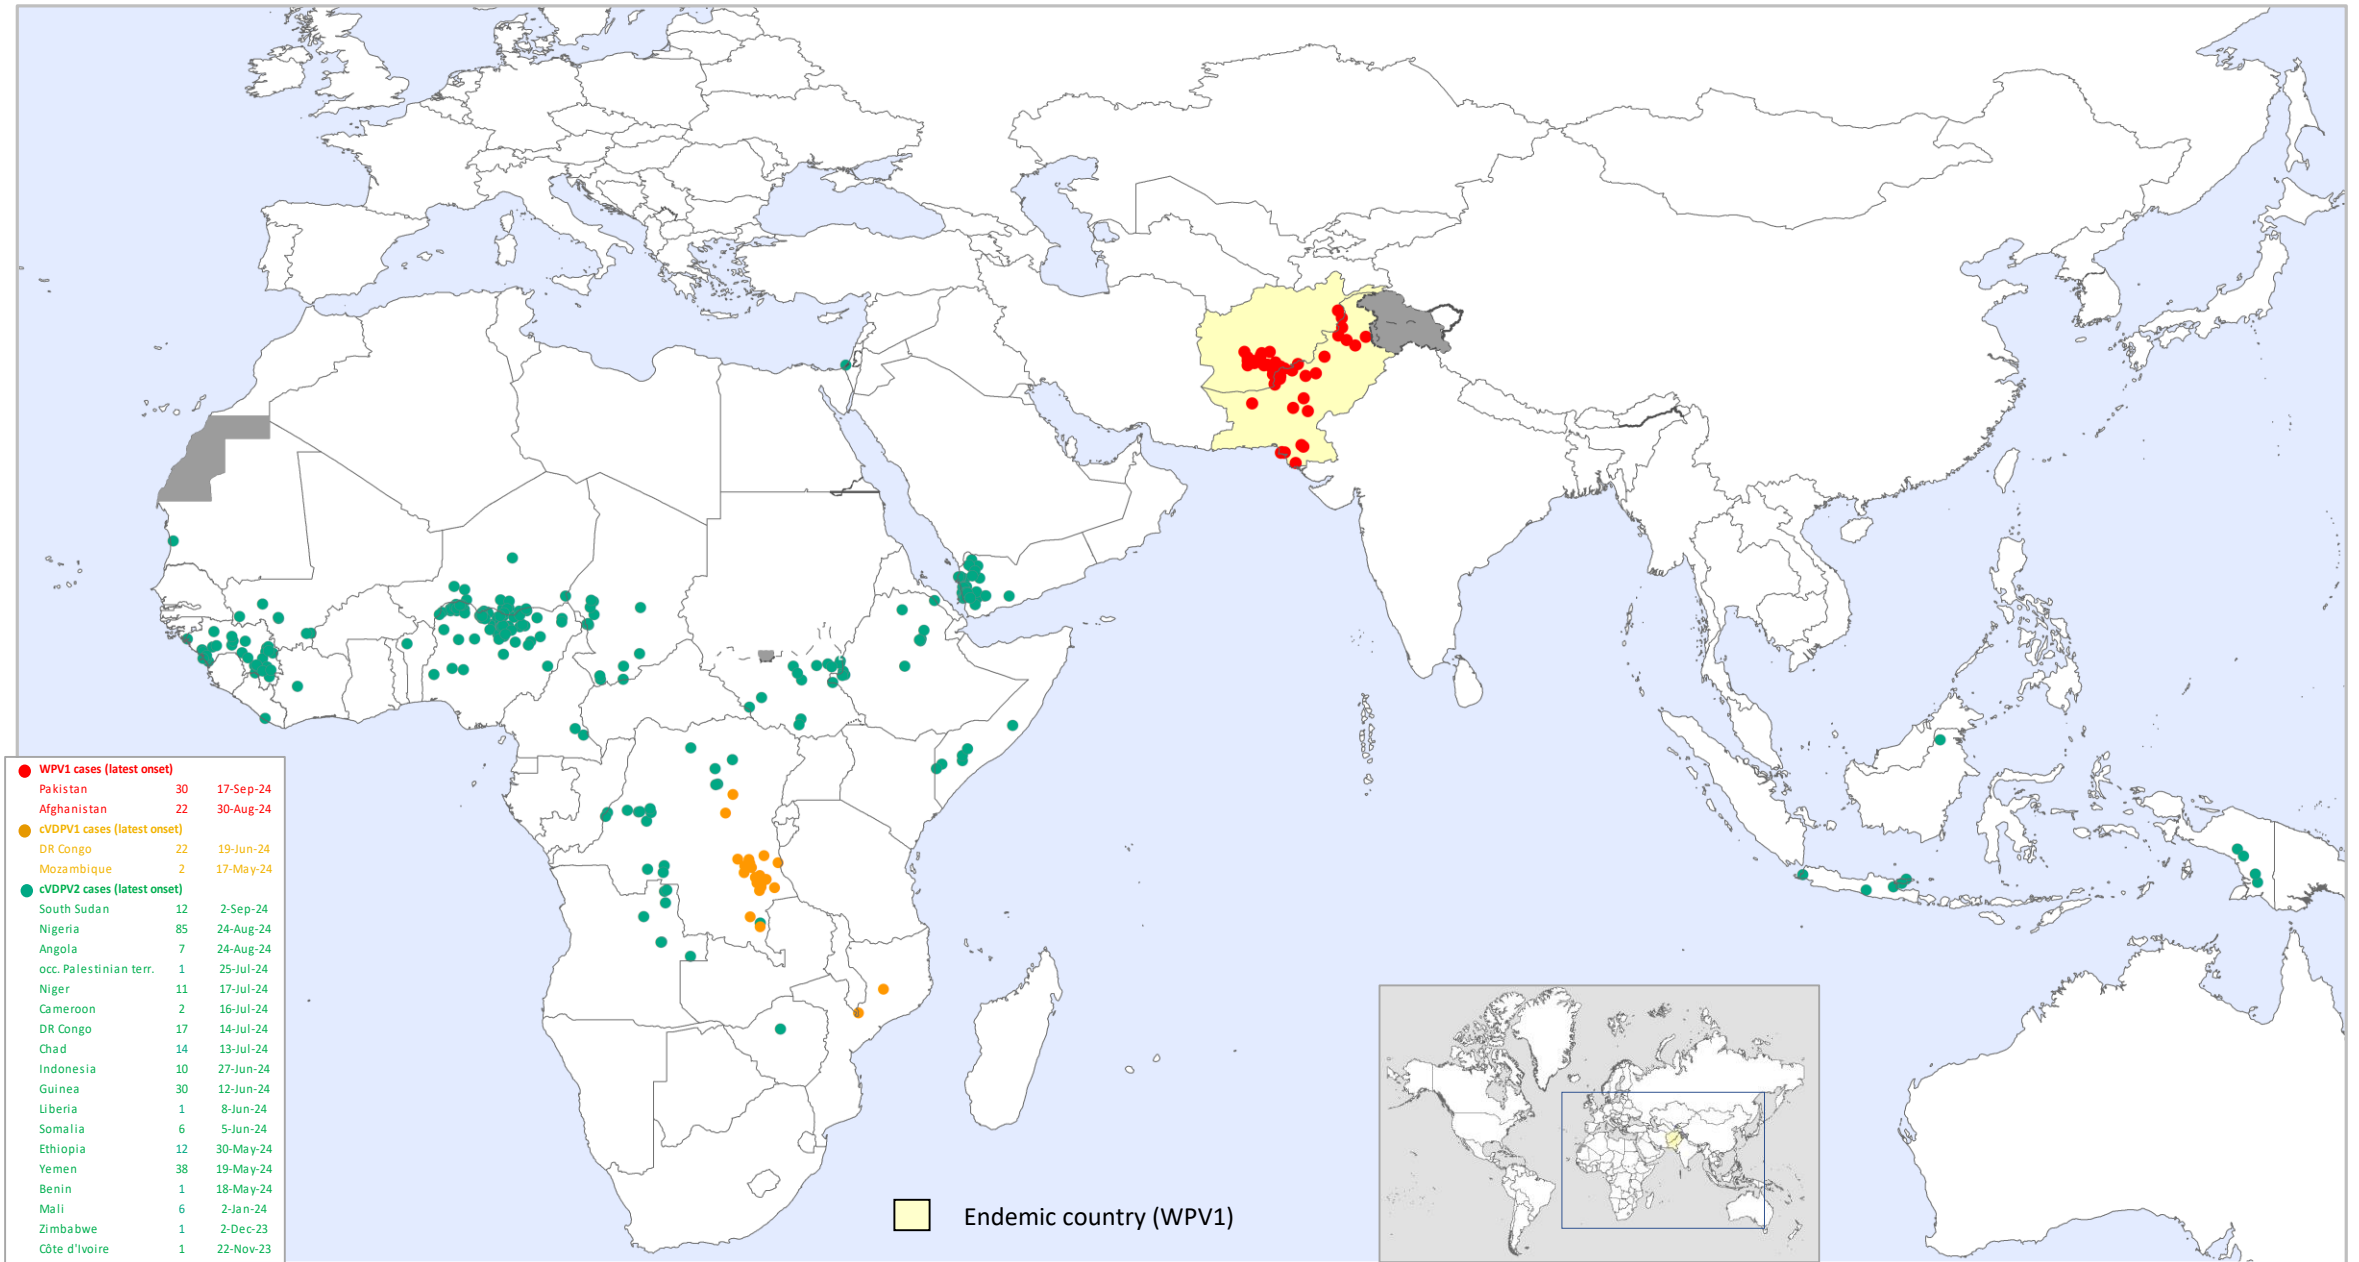 WPV1 cases (latest onset)
Pakistan 30 17-Sep-24
Afghanistan 22 30-Aug-24
cVDPV1 cases (latest onset)
DR Congo 22 19-Jun-24
Mozambique 2 17-May-24
cVDPV2 cases (latest onset)
South Sudan 12 2-Sep-24
Nigeria 85 24-Aug-24
Angola 7 24-Aug-24
occ. Palestinian terr. 1 25-Jul-24
Niger 11 17-Jul-24
Cameroon 2 16-Jul-24
DR Congo 17 14-Jul-24
Chad 14 13-Jul-24
Indonesia 10 27-Jun-24
Guinea 30 12-Jun-24
Liberia 1 8-Jun-24
Somalia 6 5-Jun-24
Ethiopia 12 30-May-24
Yemen 38 19-May-24
Benin 1 18-May-24
Mali 6 2-Jan-24
Zimbabwe 1 2-Dec-23
Côte d'Ivoire 1 22-Nov-23
Endemic country (WPV1)